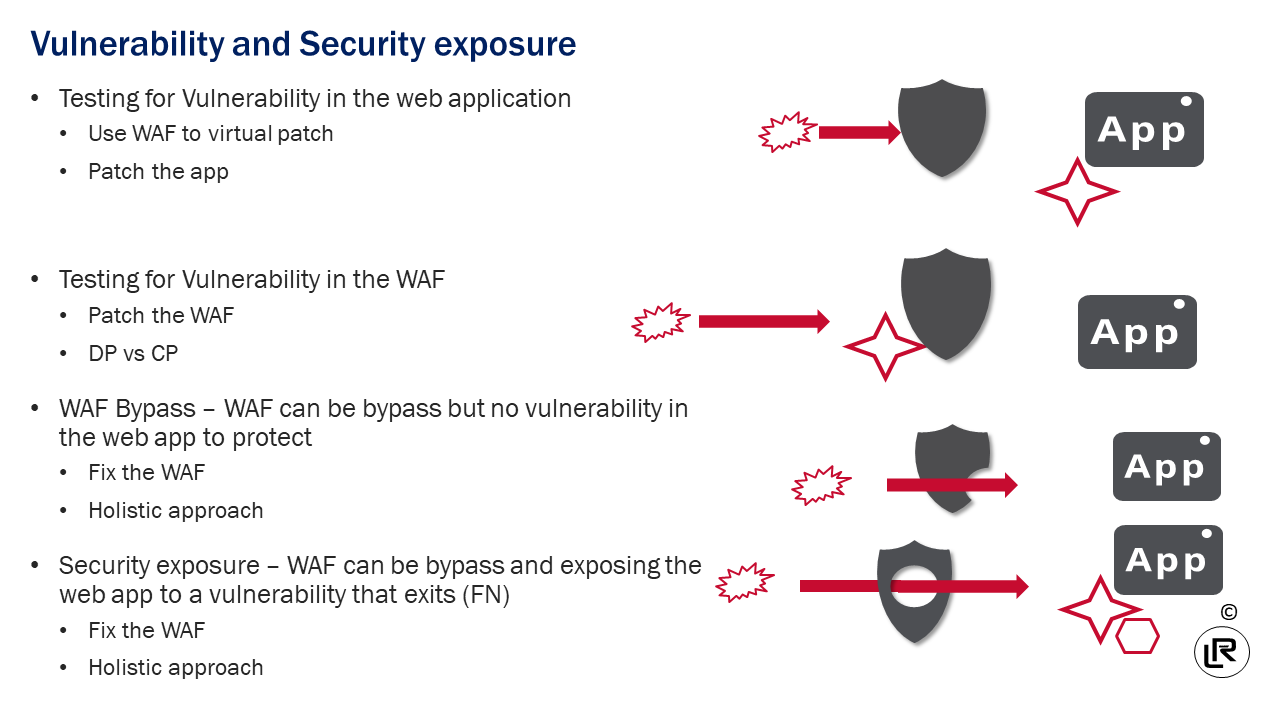 Vulnerability and Security exposure
• Testing for Vulnerability in the web application
• Use WAF to virtual patch
• Patch the app
App
• Testing for Vulnerability in the WAF
• Patch the WAF
• DP vs CP
App
• WAF Bypass – WAF can be bypass but no vulnerability in
the web app to protect
• Fix the WAF
• Holistic approach
App
• Security exposure – WAF can be bypass and exposing the
web app to a vulnerability that exits (FN)
• Fix the WAF
• Holistic approach
App
©
LR